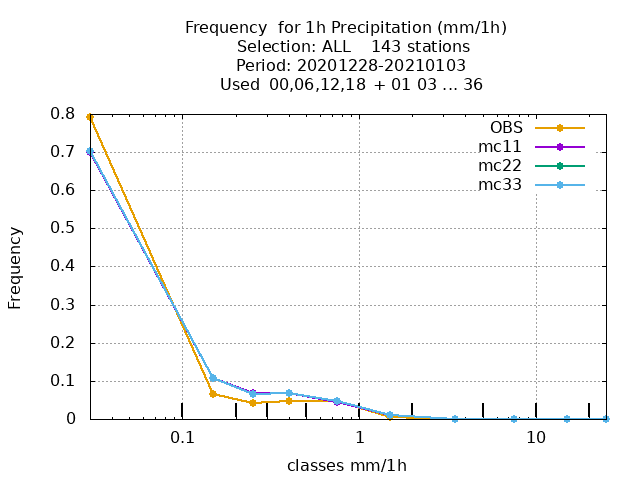 Frequency  for 1h Precipitation (mm/1h)
Selection: ALL    143 stations
Period: 20201228-20210103
Used  00,06,12,18  + 01 03 ... 36
OBS
mc11
mc22
mc33
0.8
0.7
0.6
0.5
0.4
0.3
0.2
0.1
0
Frequency
0.1
1
10
classes mm/1h